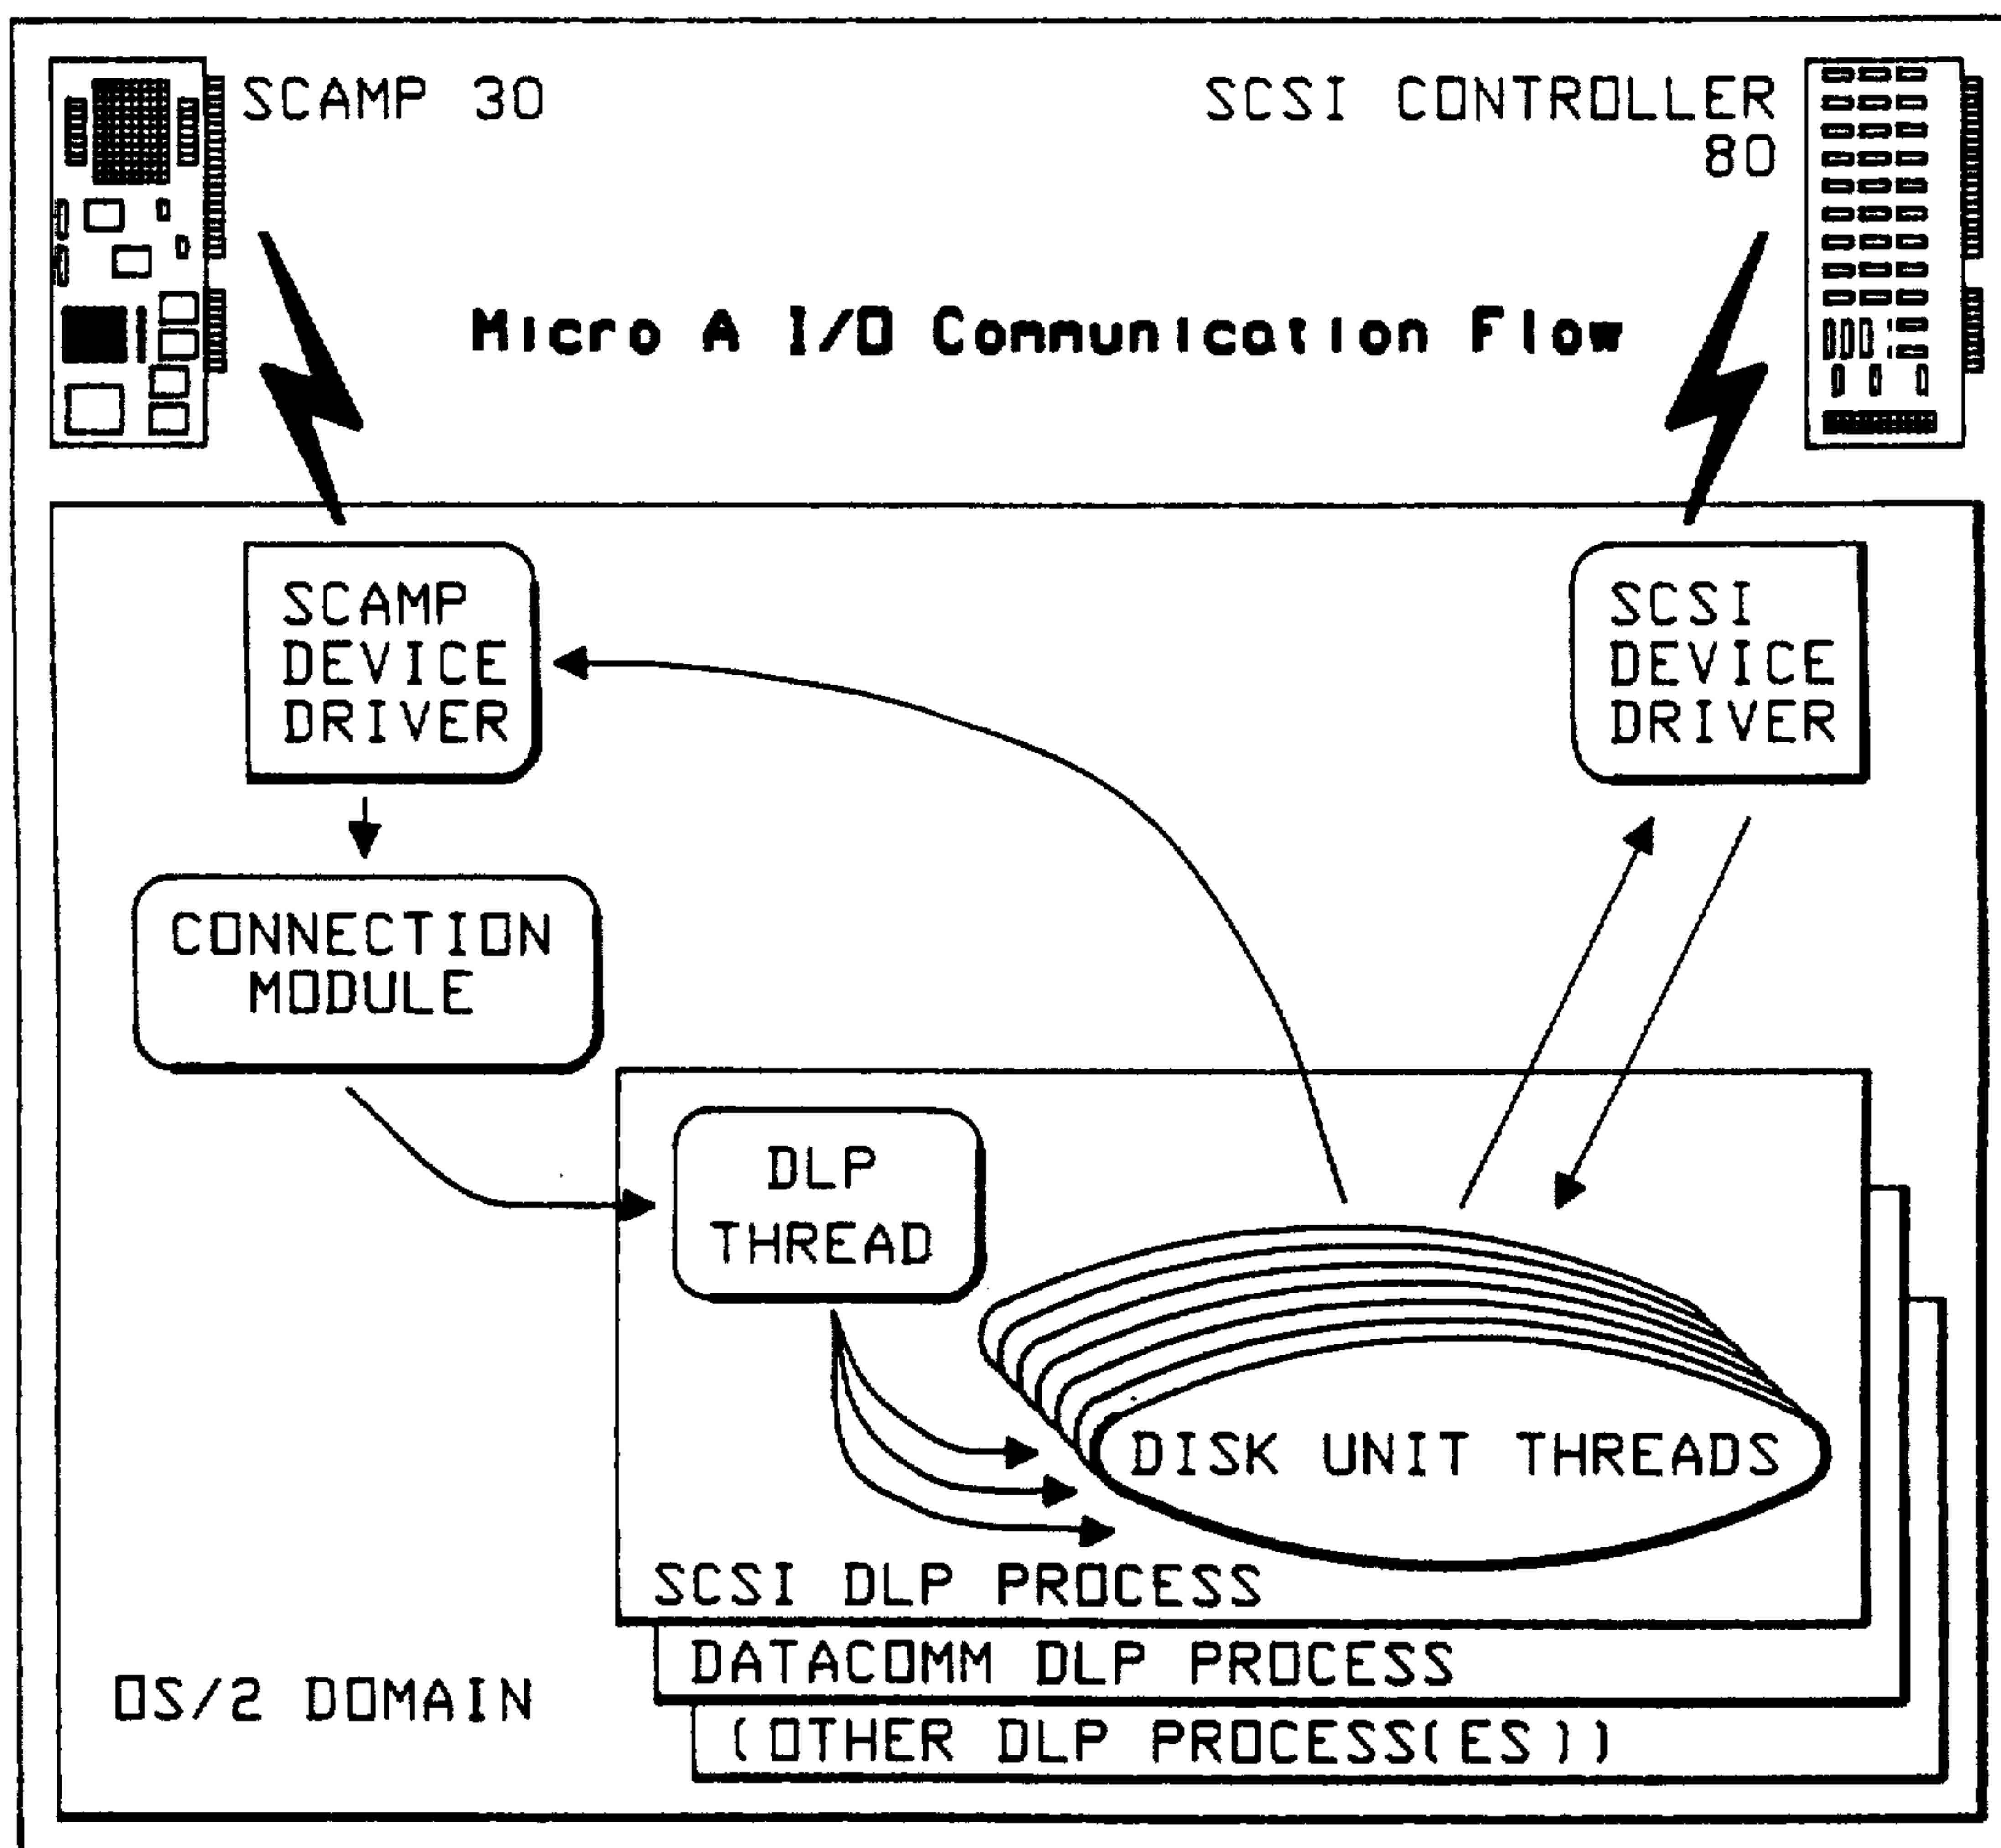 SCAMP 30
SCSI CONTROLLER
80
Micro A I/O Communication Flow
SCAMP
DEVICE
DRIVER
SCSI
DEVICE
DRIVER
CONNECTION
MODULE
DLP
THREAD
DISK UNIT THREADS
SCSI DLP PROCESS
DATACOMM DLP PROCESS
(OTHER DLP PROCESS(ES))
OS/2 DOMAIN